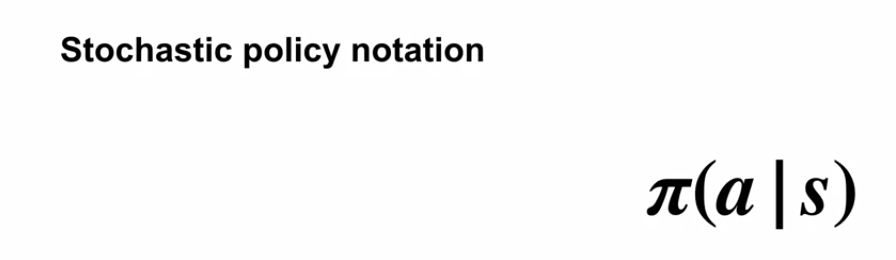 Stochastic policy notation
π(a | s)